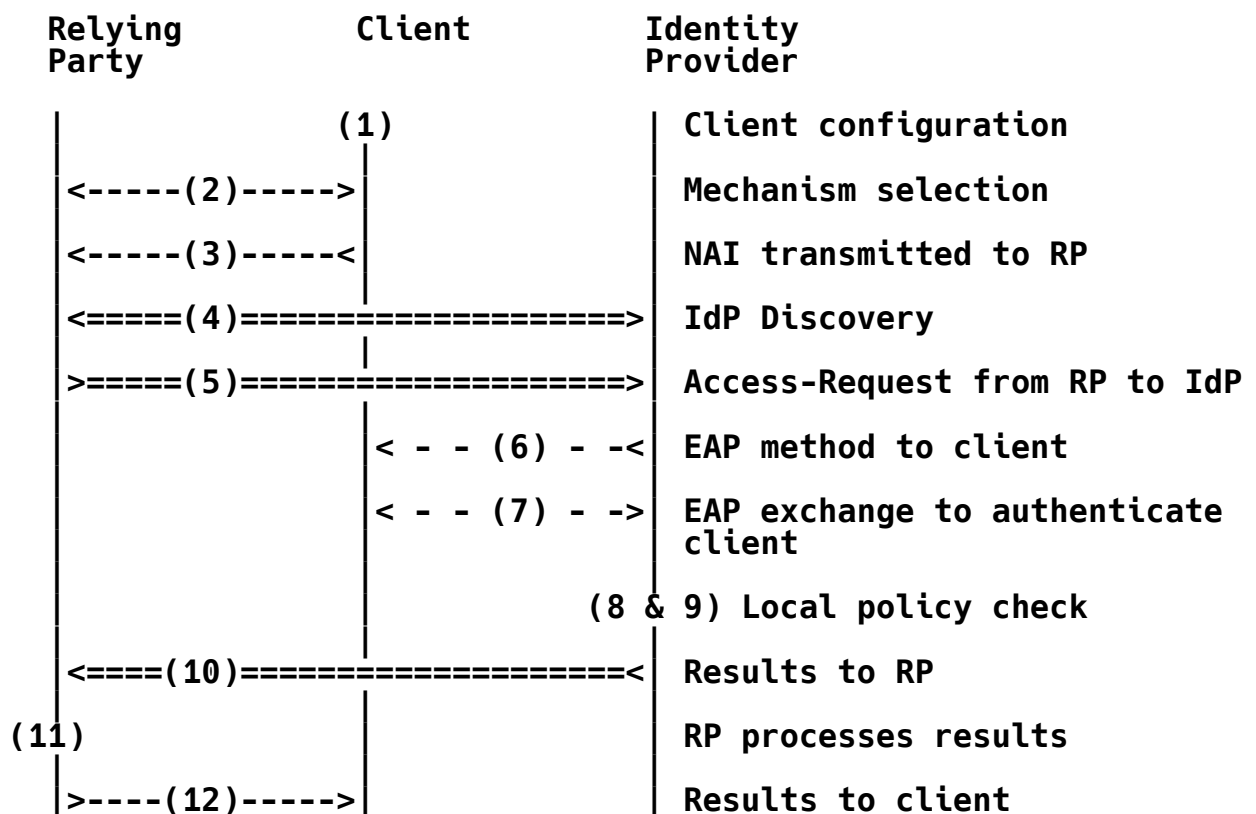 Relying         Client         Identity
Party                          Provider
(1) Client configuration
<-----(2)-----> Mechanism selection
<-----(3)-----< NAI transmitted to RP
<=====(4)====================> IdP Discovery
>=====(5)====================> Access-Request from RP to IdP
< - - (6) - -< EAP method to client
< - - (7) - -> EAP exchange to authenticate
client
(8 & 9) Local policy check
<====(10)====================< Results to RP
(11) RP processes results
>----(12)-----> Results to client